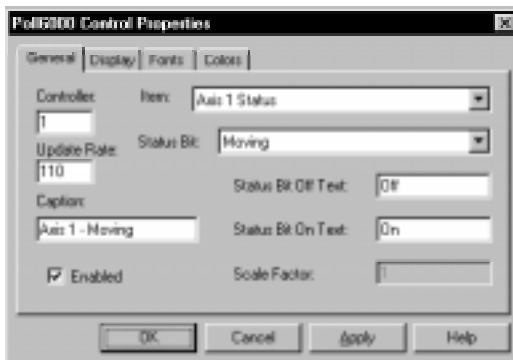 Poll6000 Control Properties
General Display Fonts Colors
Controller: Item: Axis 1 Status
1
Update Rate: Status Bit: Moving
110
Status Bit Off Text: Off
Caption:
Axis 1 - Moving Status Bit On Text: On
Enabled Scale Factor: 1
OK Cancel Apply Help